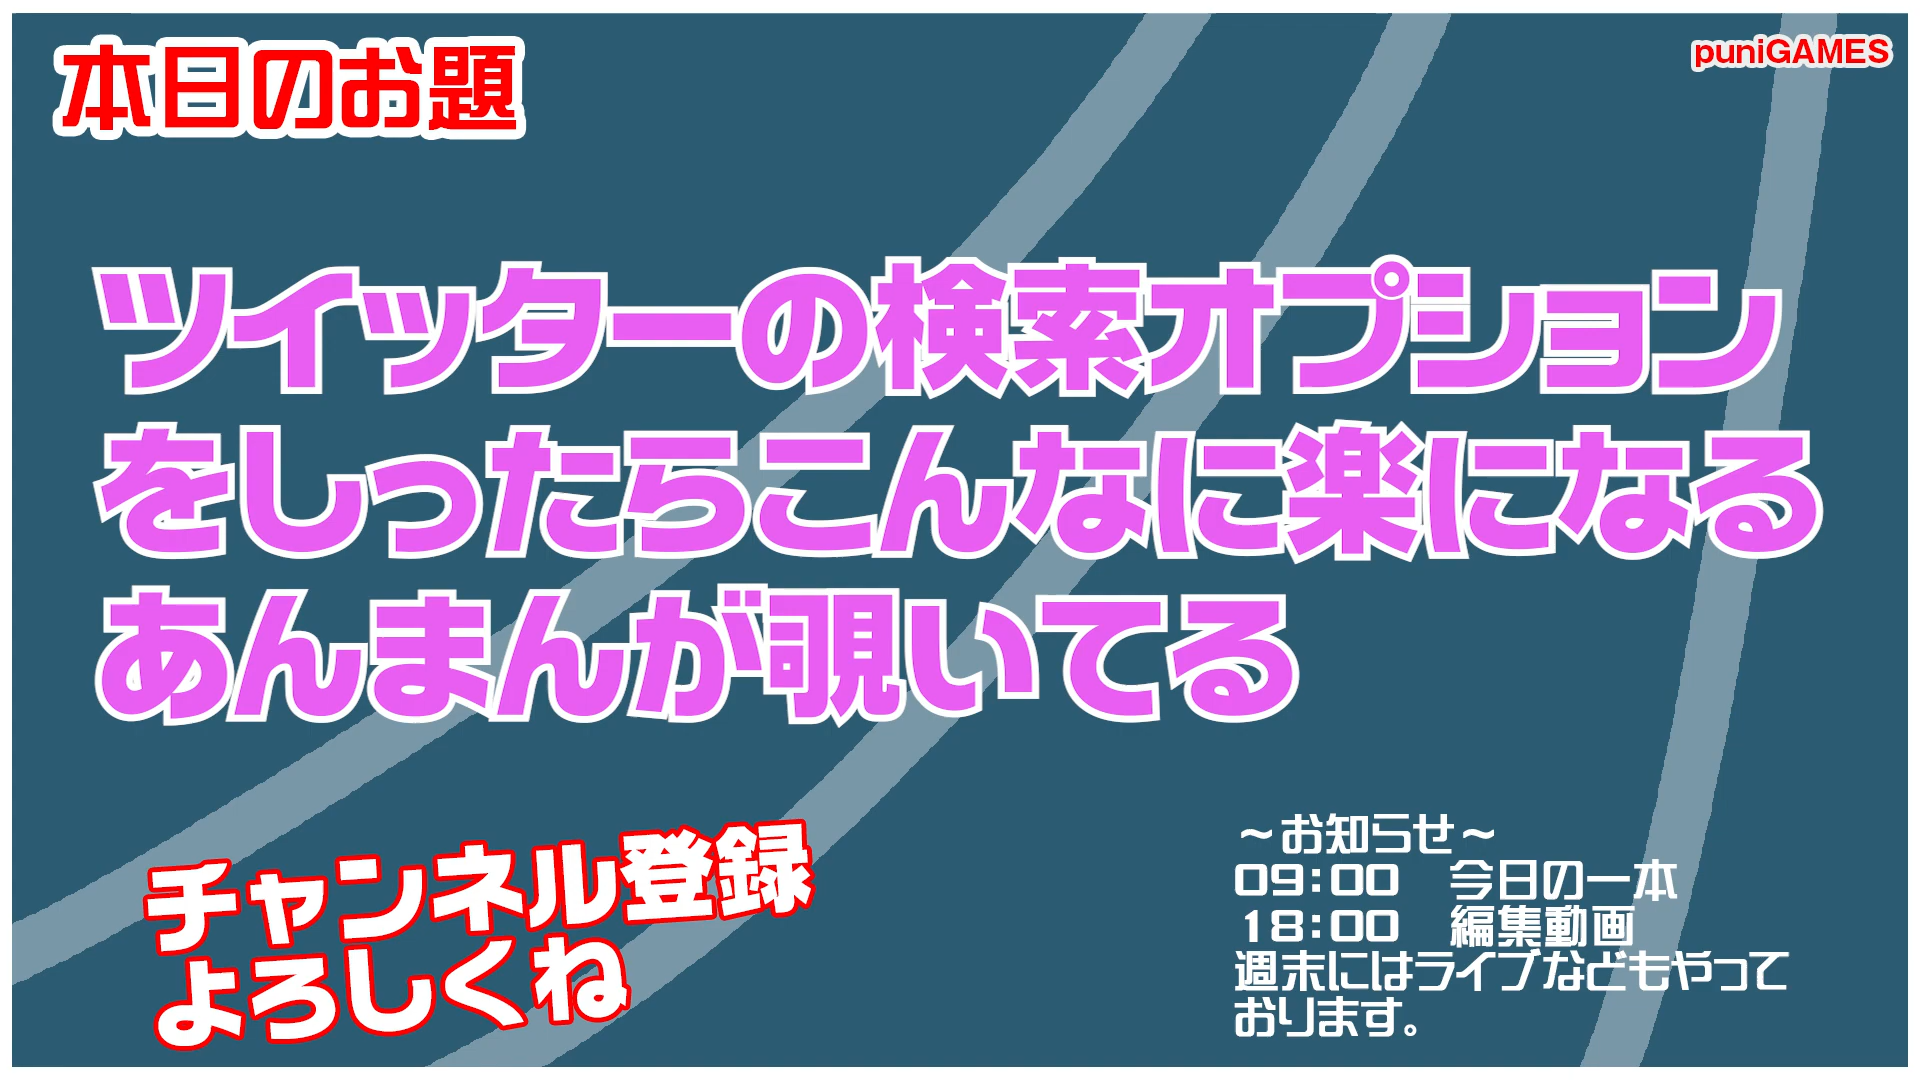 本日のお題
puniGAMES
ツイッターの検索オプション
をしったらこんなに楽になる
あんまんが覗いてる
チャンネル登録
よろしくね
～お知らせ～
09:00 今日の一本
18:00 編集動画
週末にはライブなどもやって
おります。